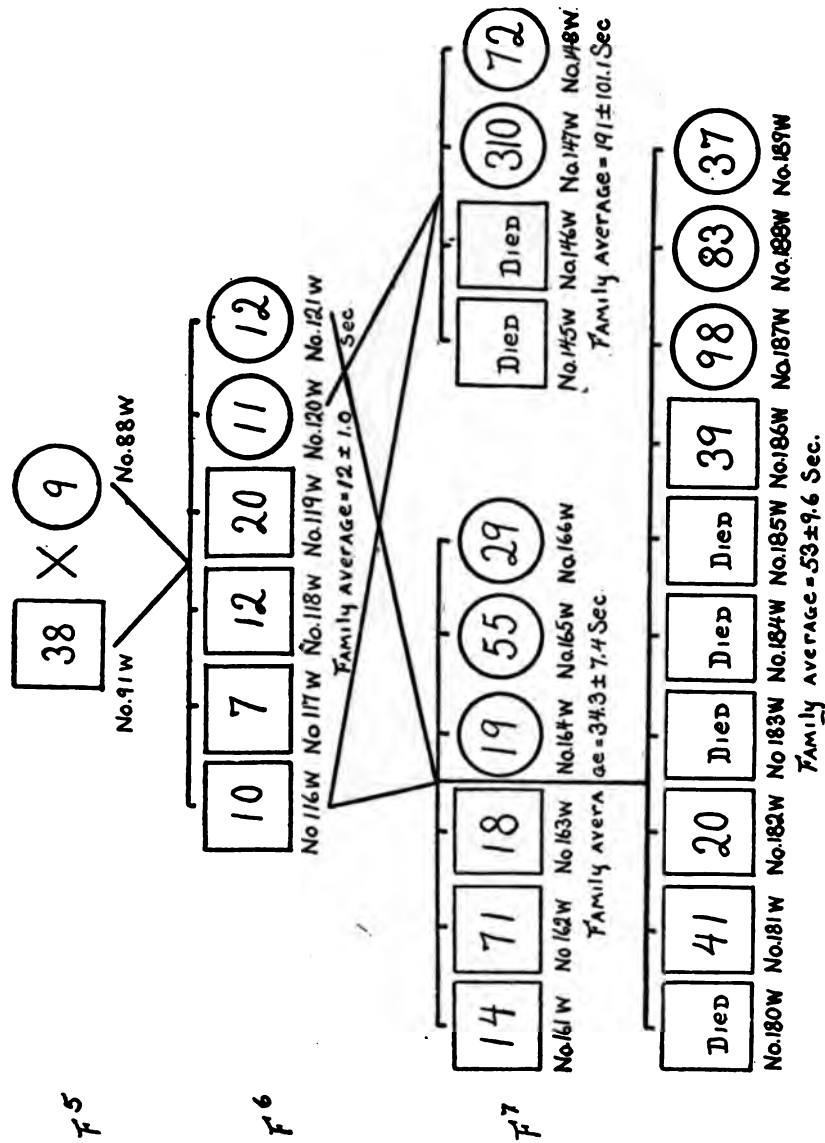 F5
38 X 9
No.91W No.88W
F6
10 7 12 20 11 12
No 116W No 117W No.118W No.119W No.120W No.121W
FAMILY AVERAGE = 12 ± 1.0 Sec
F7
14 71 18 19 55 29
No.161W No 162W No 163W No.164W No.165W No.166W
FAMILY AVERAGE = 34.3 ± 7.4 Sec.
DIED DIED 310 72
No.145W No.146W No.147W No.148W.
FAMILY AVERAGE = 191 ± 101.1 Sec
DIED 41 20 DIED DIED DIED 39 98 83 37
No.180W No.181W No.182W No 183W No.184W No.185W No.186W No.187W No.188W No.189W
FAMILY AVERAGE = 53 ± 9.6 Sec.